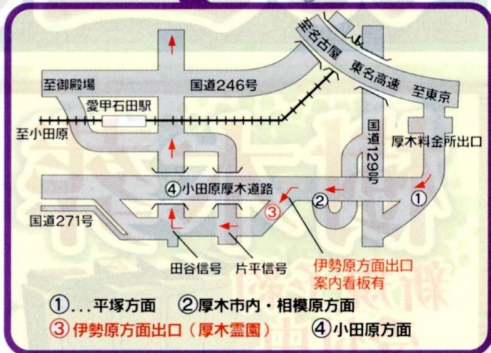 至名古屋
東名高速
至東京
至御殿場
国道246号
愛甲石田駅
至小田原
国道129号
厚木料金所出口
④小田原厚木道路
①
②
③
国道271号
田谷信号
片平信号
伊勢原方面出口
案内看板有
①…平塚方面 ②厚木市内・相模原方面
③伊勢原方面出口(厚木霊園) ④小田原方面